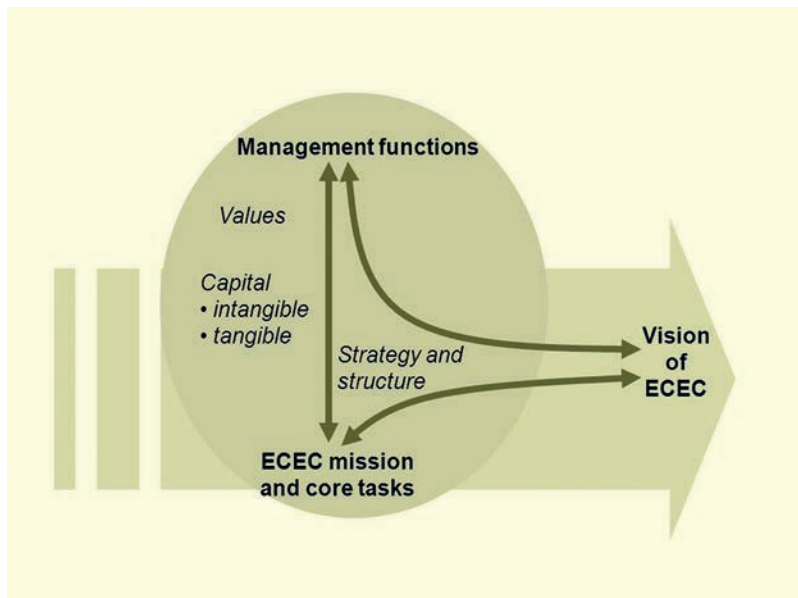 Management functions
Values
Capital
• intangible
• tangible
Strategy and
structure
Vision
of
ECEC
ECEC mission
and core tasks